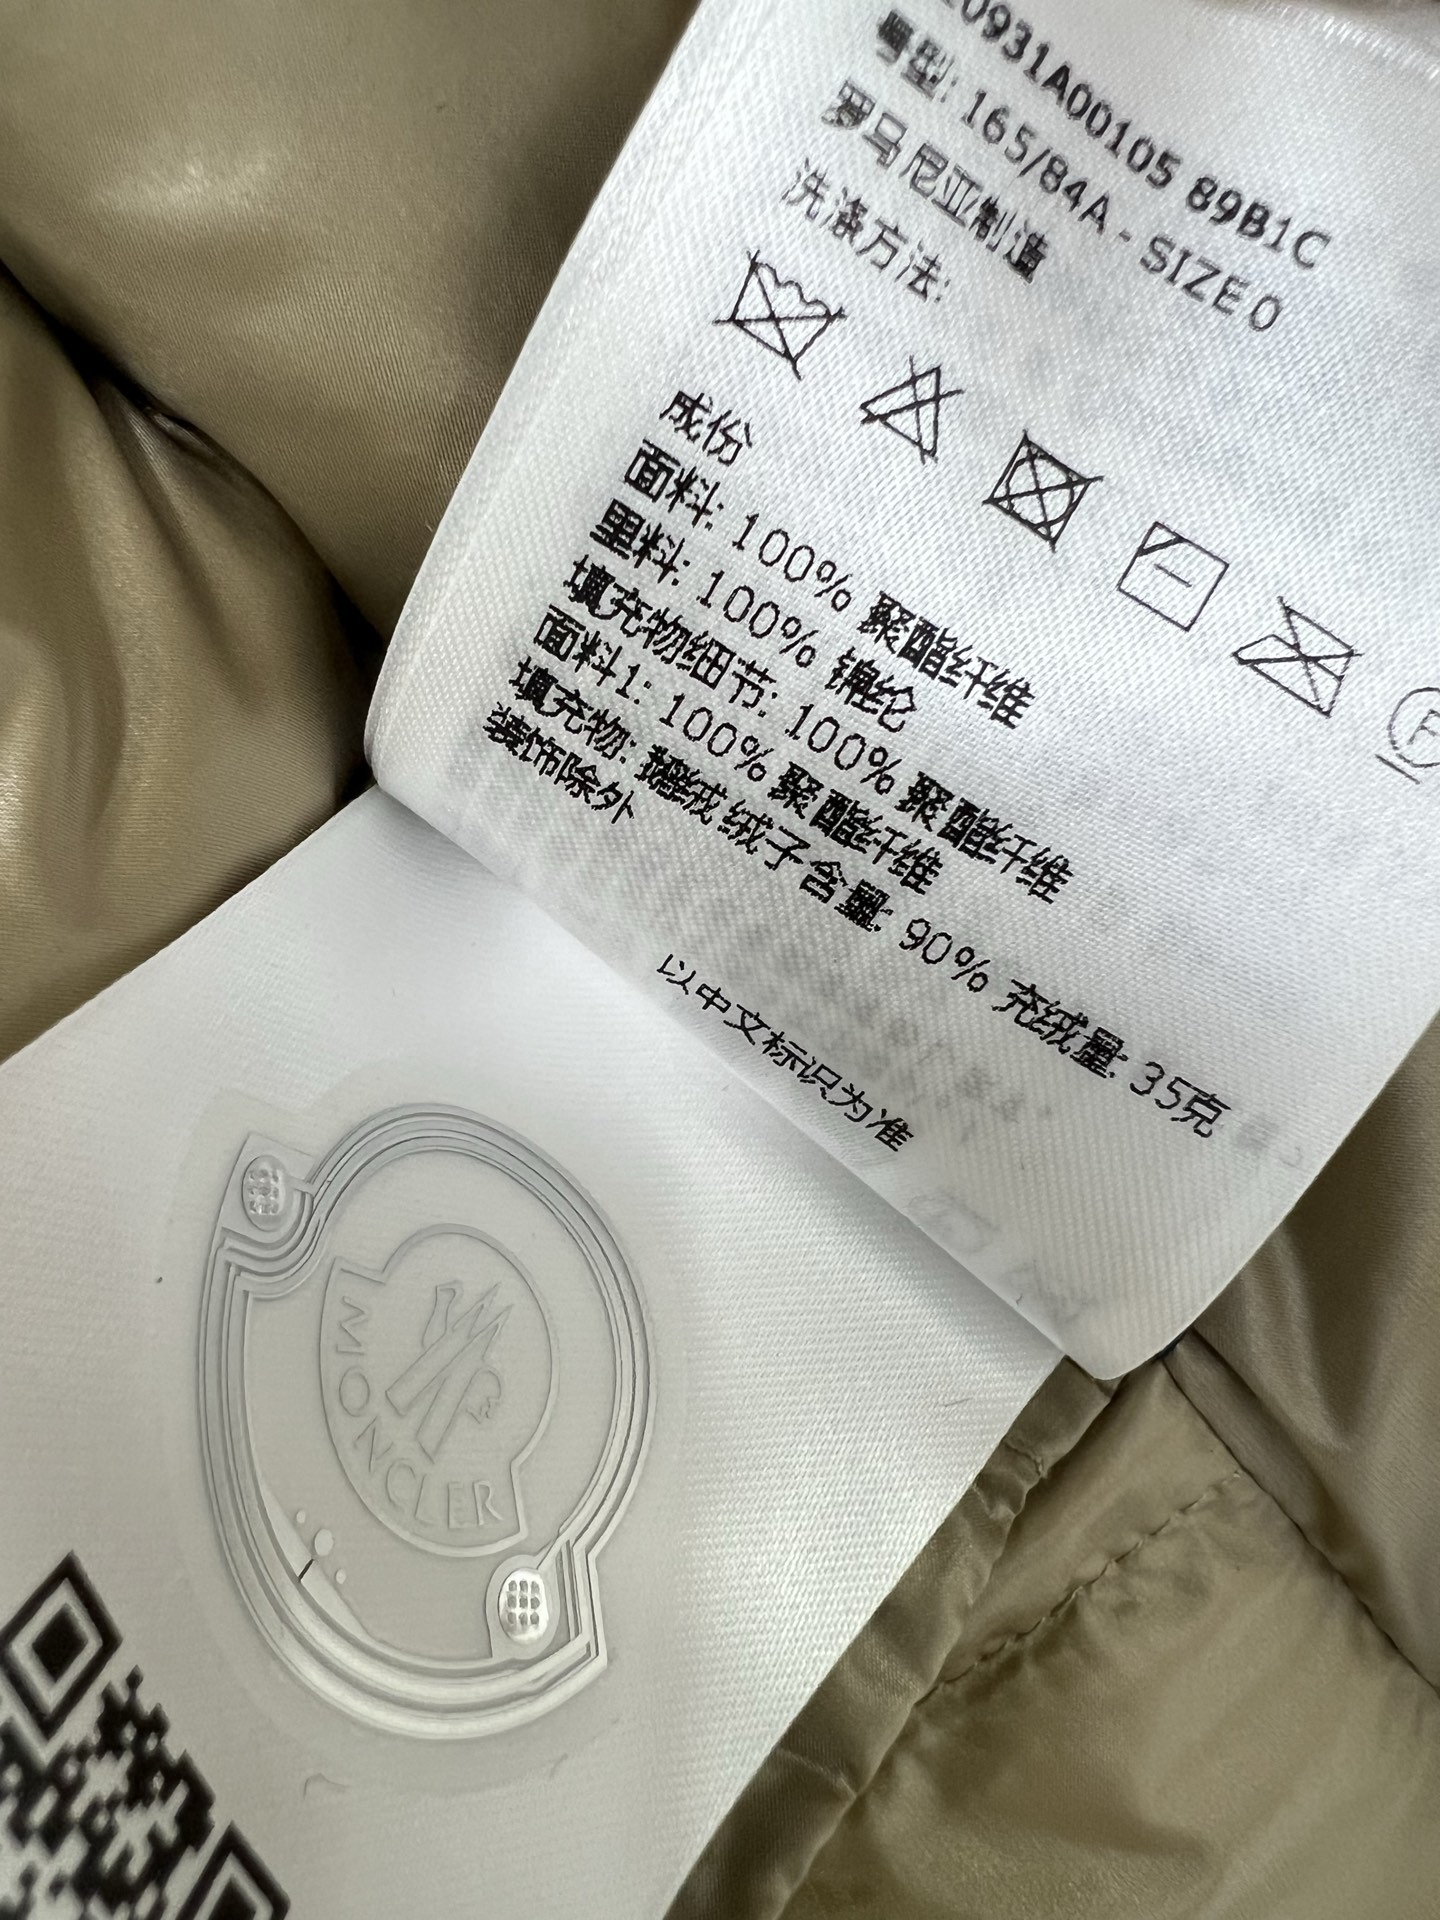 20931A00105 89B1C
号型: 165/84A - SIZE 0
罗马尼亚制造
洗涤方法:
F
成份
面料: 100% 聚酯纤维
里料: 100% 锦纶
填充物细节: 100% 聚酯纤维
面料1: 100% 聚酯纤维
填充物: 绒子含量: 90% 充绒量: 35克
装饰除外
以中文标识为准
MONCLER